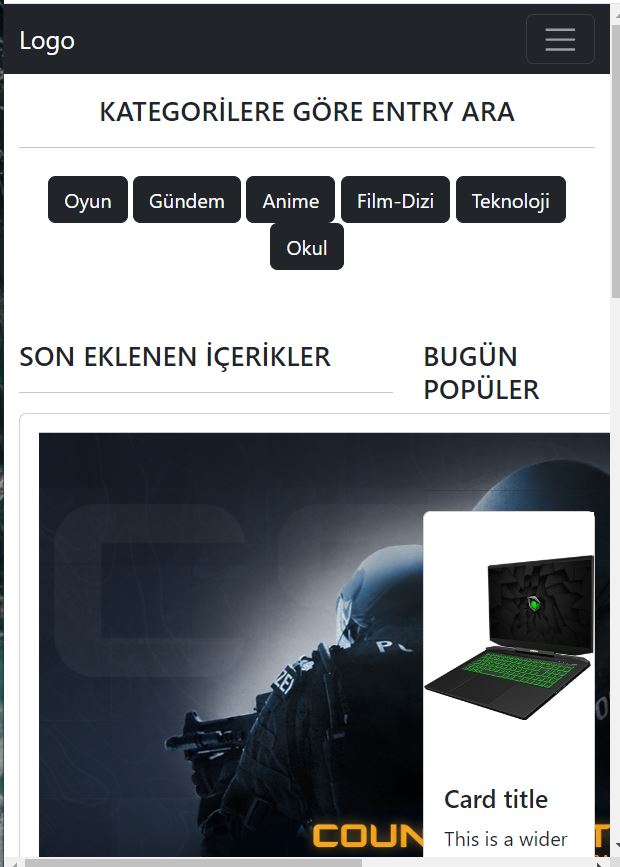 Logo
KATEGORİLERE GÖRE ENTRY ARA
Oyun
Gündem
Anime
Film-Dizi
Teknoloji
Okul
SON EKLENEN İÇERİKLER
BUGÜN
POPÜLER
Card title
This is a wider
COUN